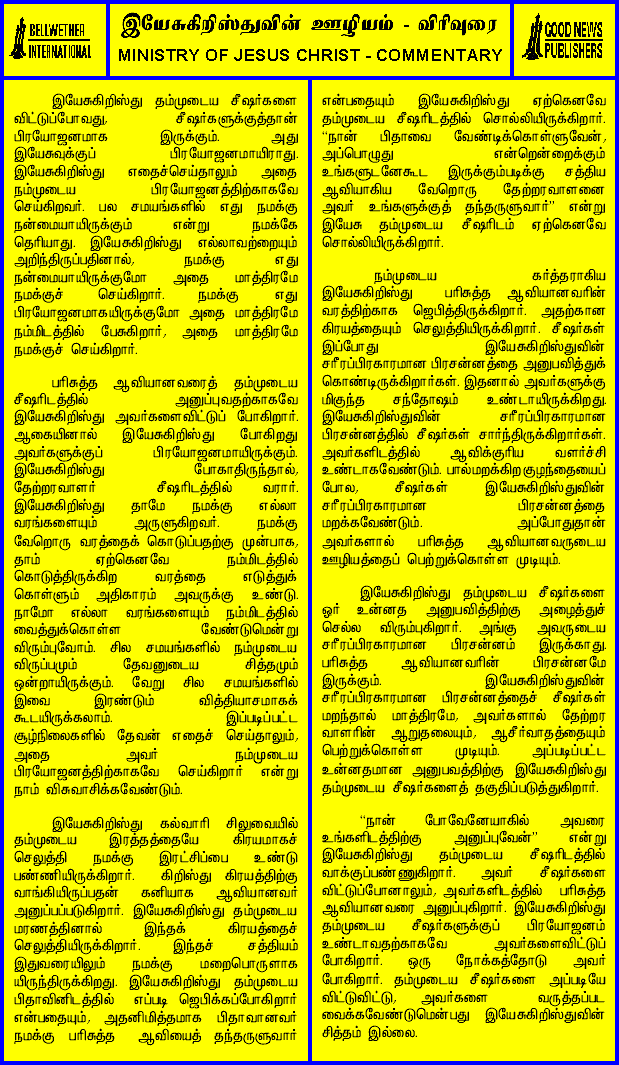 BELLWETHER
INTERNATIONAL
இயேசுகிறிஸ்துவின் ஊழியம் - விரிவுரை
MINISTRY OF JESUS CHRIST - COMMENTARY
GOOD NEWS
PUBLISHERS
இயேசுகிறிஸ்து தம்முடைய சீஷர்களை
விட்டுப்போவது, சீஷர்களுக்குத்தான்
பிரயோஜனமாக இருக்கும். அது
இயேசுவுக்குப் பிரயோஜனமாயிராது.
இயேசுகிறிஸ்து எதைச்செய்தாலும் அதை
நம்முடைய பிரயோஜனத்திற்காகவே
செய்கிறவர். பல சமயங்களில் எது நமக்கு
நன்மையாயிருக்கும் என்று நமக்கே
தெரியாது. இயேசுகிறிஸ்து எல்லாவற்றையும்
அறிந்திருப்பதினால், நமக்கு எது
நன்மையாயிருக்குமோ அதை மாத்திரமே
நமக்குச் செய்கிறார். நமக்கு எது
பிரயோஜனமாகயிருக்குமோ அதை மாத்திரமே
நம்மிடத்தில் பேசுகிறார், அதை மாத்திரமே
நமக்குச் செய்கிறார்.
பரிசுத்த ஆவியானவரைத் தம்முடைய
சீஷரிடத்தில் அனுப்புவதற்காகவே
இயேசுகிறிஸ்து அவர்களைவிட்டுப் போகிறார்.
ஆகையினால் இயேசுகிறிஸ்து போகிறது
அவர்களுக்குப் பிரயோஜனமாயிருக்கும்.
இயேசுகிறிஸ்து போகாதிருந்தால்,
தேற்றரவாளர் சீஷரிடத்தில் வரார்.
இயேசுகிறிஸ்து தாமே நமக்கு எல்லா
வரங்களையும் அருளுகிறவர். நமக்கு
வேறொரு வரத்தைக் கொடுப்பதற்கு முன்பாக,
தாம் ஏற்கெனவே நம்மிடத்தில்
கொடுத்திருக்கிற வரத்தை எடுத்துக்
கொள்ளும் அதிகாரம் அவருக்கு உண்டு.
நாமோ எல்லா வரங்களையும் நம்மிடத்தில்
வைத்துக்கொள்ள வேண்டுமென்று
விரும்புவோம். சில சமயங்களில் நம்முடைய
விருப்பமும் தேவனுடைய சித்தமும்
ஒன்றாயிருக்கும். வேறு சில சமயங்களில்
இவை இரண்டும் வித்தியாசமாகக்
கூடயிருக்கலாம். இப்படிப்பட்ட
சூழ்நிலைகளில் தேவன் எதைச் செய்தாலும்,
அதை அவர் நம்முடைய
பிரயோஜனத்திற்காகவே செய்கிறார் என்று
நாம் விசுவாசிக்கவேண்டும்.
இயேசுகிறிஸ்து கல்வாரி சிலுவையில்
தம்முடைய இரத்தத்தையே கிரயமாகச்
செலுத்தி நமக்கு இரட்சிப்பை உண்டு
பண்ணியிருக்கிறார். கிறிஸ்து கிரயத்திற்கு
வாங்கியிருப்பதன் கனியாக ஆவியானவர்
அனுப்பப்படுகிறார். இயேசுகிறிஸ்து தம்முடைய
மரணத்தினால் இந்தக் கிரயத்தைச்
செலுத்தியிருக்கிறார். இந்தச் சத்தியம்
இதுவரையிலும் நமக்கு மறைபொருளாக
யிருந்திருக்கிறது. இயேசுகிறிஸ்து தம்முடைய
பிதாவினிடத்தில் எப்படி ஜெபிக்கப்போகிறார்
என்பதையும், அதனிமித்தமாக பிதாவானவர்
நமக்கு பரிசுத்த ஆவியைத் தந்தருளுவார்
என்பதையும் இயேசுகிறிஸ்து ஏற்கெனவே
தம்முடைய சீஷரிடத்தில் சொல்லியிருக்கிறார்.
“நான் பிதாவை வேண்டிக்கொள்ளுவேன்,
அப்பொழுது என்றென்றைக்கும்
உங்களுடனேகூட இருக்கும்படிக்கு சத்திய
ஆவியாகிய வேறொரு தேற்றரவாளனை
அவர் உங்களுக்குத் தந்தருளுவார்” என்று
இயேசு தம்முடைய சீஷரிடம் ஏற்கெனவே
சொல்லியிருக்கிறார்.
நம்முடைய கர்த்தராகிய
இயேசுகிறிஸ்து பரிசுத்த ஆவியானவரின்
வரத்திற்காக ஜெபித்திருக்கிறார். அதற்கான
கிரயத்தையும் செலுத்தியிருக்கிறார். சீஷர்கள்
இப்போது இயேசுகிறிஸ்துவின்
சரீரப்பிரகாரமான பிரசன்னத்தை அனுபவித்துக்
கொண்டிருக்கிறார்கள். இதனால் அவர்களுக்கு
மிகுந்த சந்தோஷம் உண்டாயிருக்கிறது.
இயேசுகிறிஸ்துவின் சரீரப்பிரகாரமான
பிரசன்னத்தில் சீஷர்கள் சார்ந்திருக்கிறார்கள்.
அவர்களிடத்தில் ஆவிக்குரிய வளர்ச்சி
உண்டாகவேண்டும். பால்மறக்கிற குழந்தையைப்
போல, சீஷர்கள் இயேசுகிறிஸ்துவின்
சரீரப்பிரகாரமான பிரசன்னத்தை
மறக்கவேண்டும். அப்போதுதான்
அவர்களால் பரிசுத்த ஆவியானவருடைய
ஊழியத்தைப் பெற்றுக்கொள்ள முடியும்.
இயேசுகிறிஸ்து தம்முடைய சீஷர்களை
ஓர் உன்னத அனுபவித்திற்கு அழைத்துச்
செல்ல விரும்புகிறார். அங்கு அவருடைய
சரீரப்பிரகாரமான பிரசன்னம் இருக்காது.
பரிசுத்த ஆவியானவரின் பிரசன்னமே
இருக்கும். இயேசுகிறிஸ்துவின்
சரீரப்பிரகாரமான பிரசன்னத்தைச் சீஷர்கள்
மறந்தால் மாத்திரமே, அவர்களால் தேற்றர
வாளரின் ஆறுதலையும், ஆசீர்வாதத்தையும்
பெற்றுக்கொள்ள முடியும். அப்படிப்பட்ட
உன்னதமான அனுபவத்திற்கு இயேசுகிறிஸ்து
தம்முடைய சீஷர்களைத் தகுதிப்படுத்துகிறார்.
“நான் போவேனேயாகில் அவரை
உங்களிடத்திற்கு அனுப்புவேன்” என்று
இயேசுகிறிஸ்து தம்முடைய சீஷரிடத்தில்
வாக்குப்பண்ணுகிறார். அவர் சீஷர்களை
விட்டுப்போனாலும், அவர்களிடத்தில் பரிசுத்த
ஆவியானவரை அனுப்புகிறார். இயேசுகிறிஸ்து
தம்முடைய சீஷர்களுக்குப் பிரயோஜனம்
உண்டாவதற்காகவே அவர்களைவிட்டுப்
போகிறார். ஒரு நோக்கத்தோடு அவர்
போகிறார். தம்முடைய சீஷர்களை அப்படியே
விட்டுவிட்டு, அவர்களை வருத்தப்பட
வைக்கவேண்டுமென்பது இயேசுகிறிஸ்துவின்
சித்தம் இல்லை.